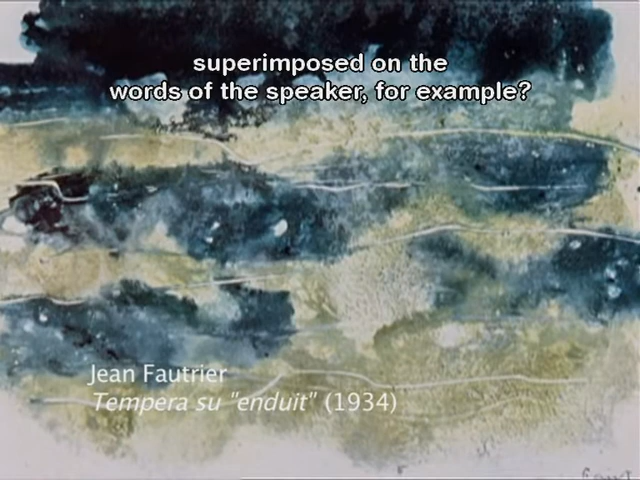 superimposed on the
words of the speaker, for example?
Jean Fautrier
Tempera su "enduit" (1934)